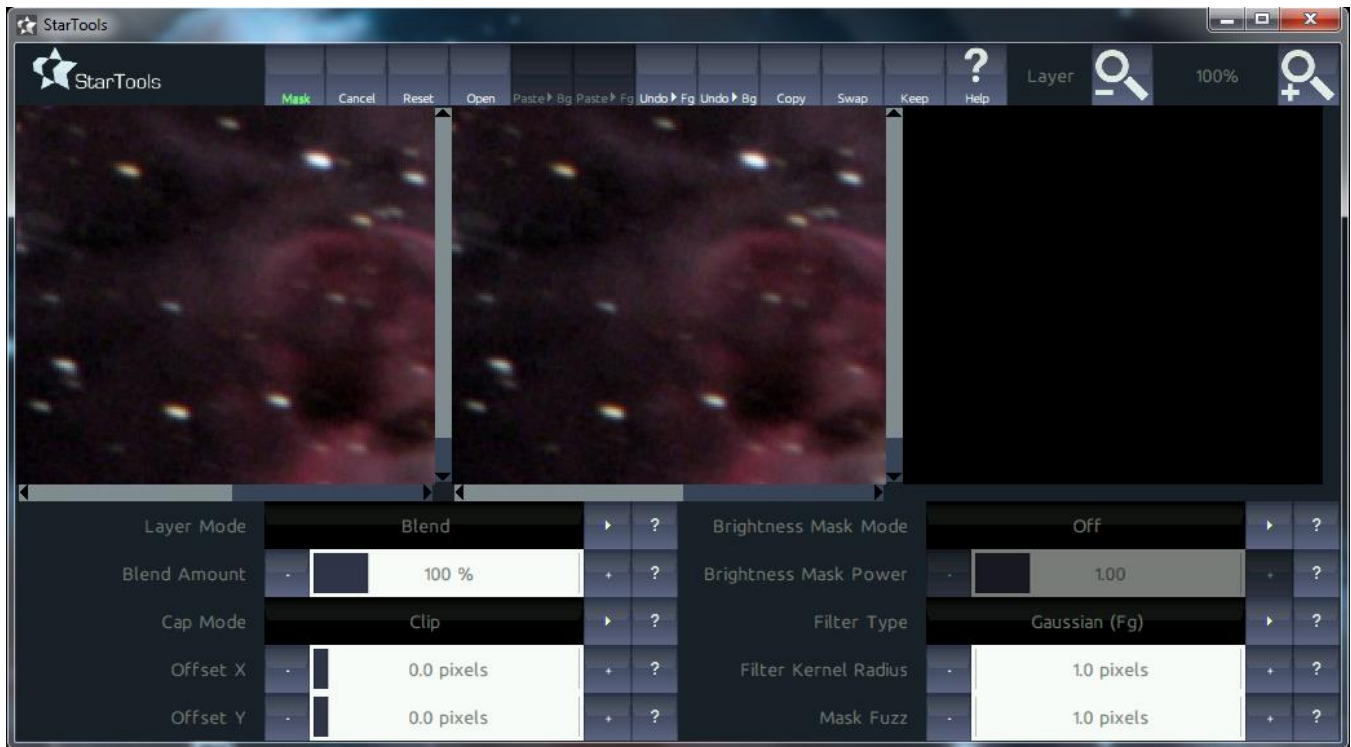 StarTools
StarTools
Mask Cancel Reset Open Paste Bg Paste Fg Undo Fg Undo Bg Copy Swap Keep ? Help Layer - 100% +
Layer Mode Blend ? Brightness Mask Mode Off ?
Blend Amount - 100 % + ? Brightness Mask Power - 1.00 + ?
Cap Mode Clip ? Filter Type Gaussian (Fg) ?
Offset X - 0.0 pixels + ? Filter Kernel Radius - 1.0 pixels + ?
Offset Y - 0.0 pixels + ? Mask Fuzz - 1.0 pixels + ?